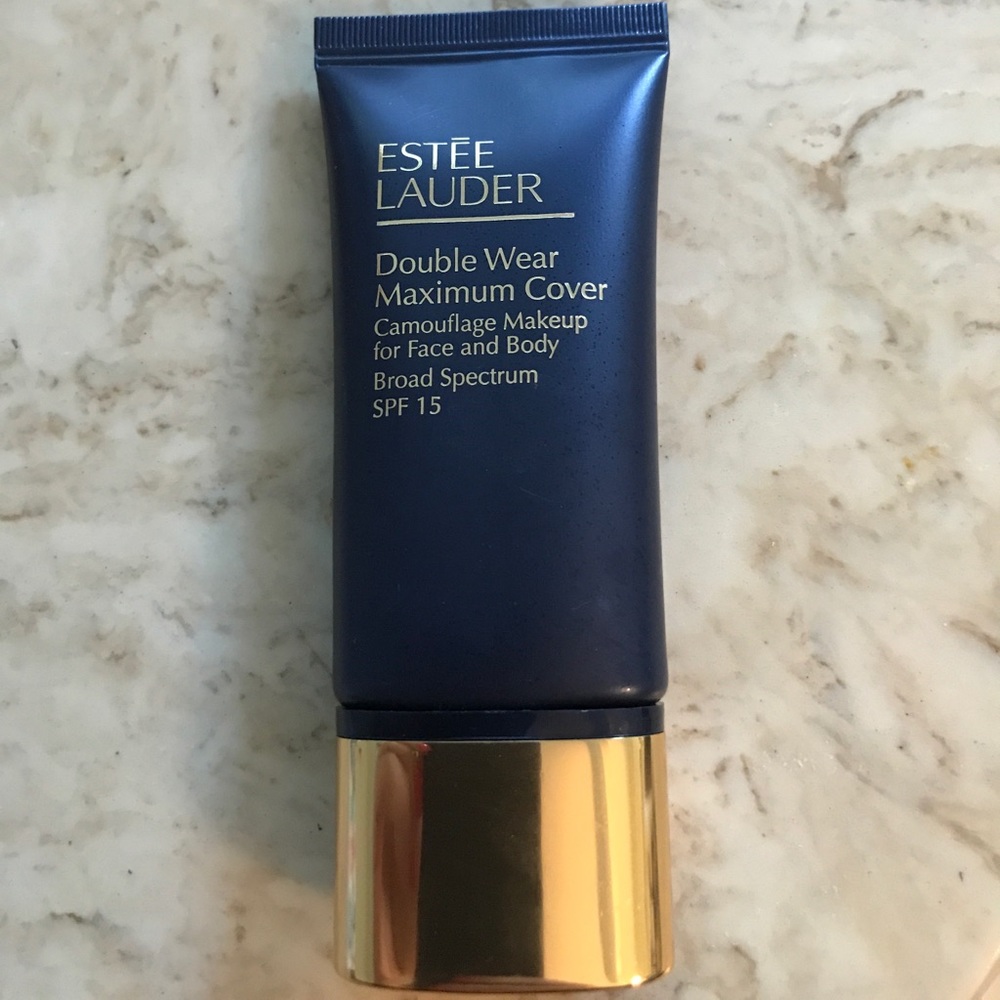 ESTĒE
LAUDER
Double Wear
Maximum Cover
Camouflage Makeup
for Face and Body
Broad Spectrum
SPF 15